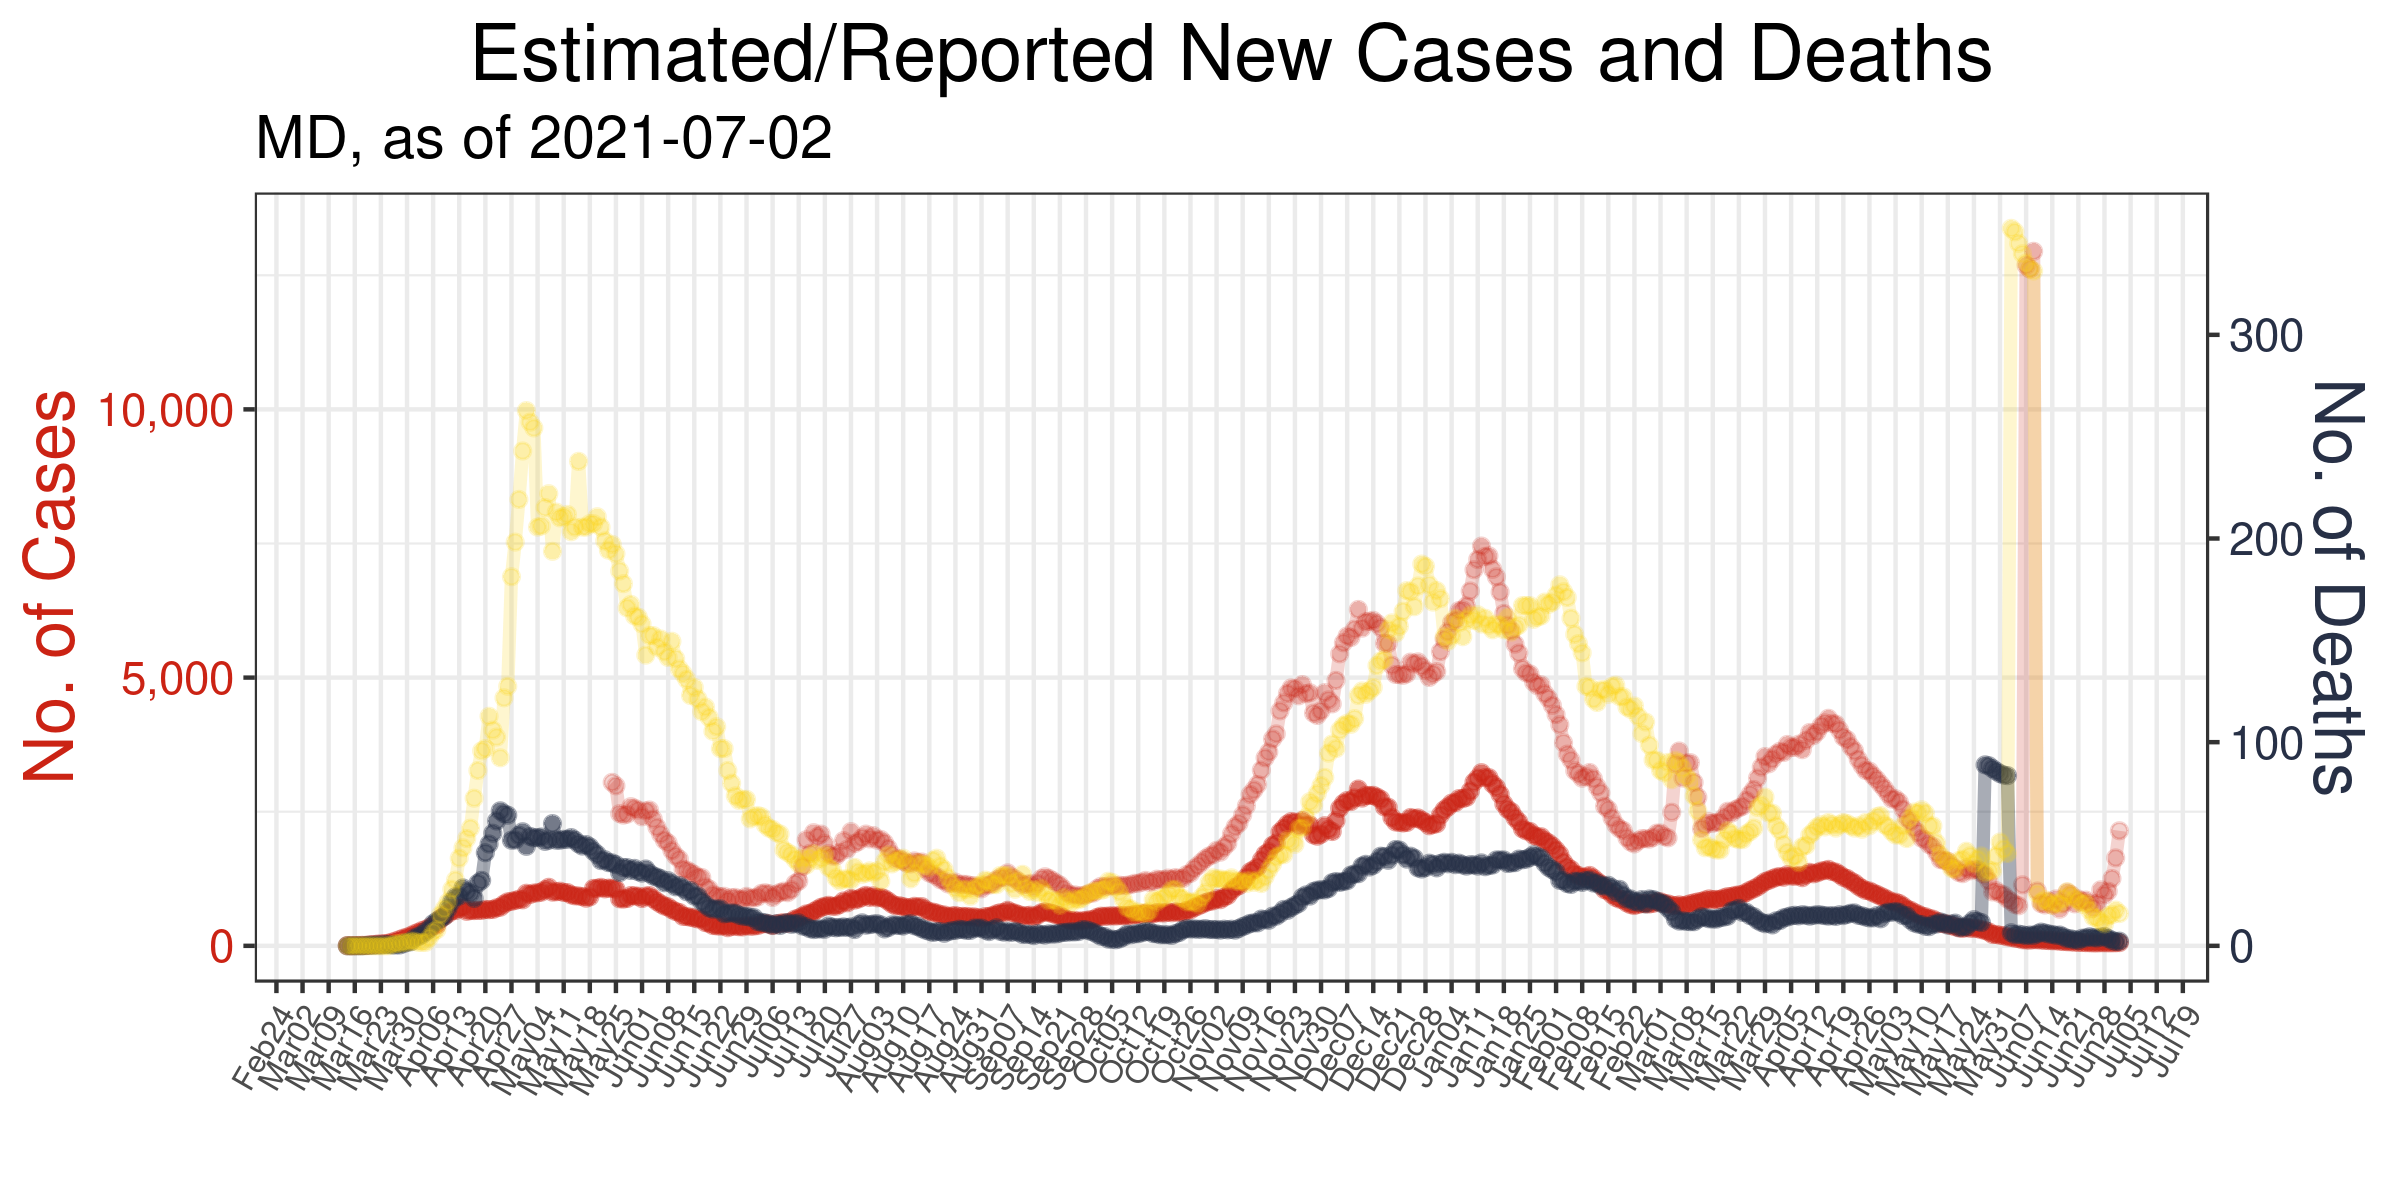 Estimated/Reported New Cases and Deaths
MD, as of 2021-07-02
No. of Cases
10,000
5,000
0
300
200
100
0
No. of Deaths
Feb24
Mar02
Mar09
Mar16
Mar23
Mar30
Apr06
Apr13
Apr20
Apr27
May04
May11
May18
May25
Jun01
Jun08
Jun15
Jun22
Jun29
Jul06
Jul13
Jul20
Jul27
Aug03
Aug10
Aug17
Aug24
Aug31
Sep07
Sep14
Sep21
Sep28
Oct05
Oct12
Oct19
Oct26
Nov02
Nov09
Nov16
Nov23
Nov30
Dec07
Dec14
Dec21
Dec28
Jan04
Jan11
Jan18
Jan25
Feb01
Feb08
Feb15
Feb22
Mar01
Mar08
Mar15
Mar22
Mar29
Apr05
Apr12
Apr19
Apr26
May03
May10
May17
May24
May31
Jun07
Jun14
Jun21
Jun28
Jul05
Jul12
Jul19